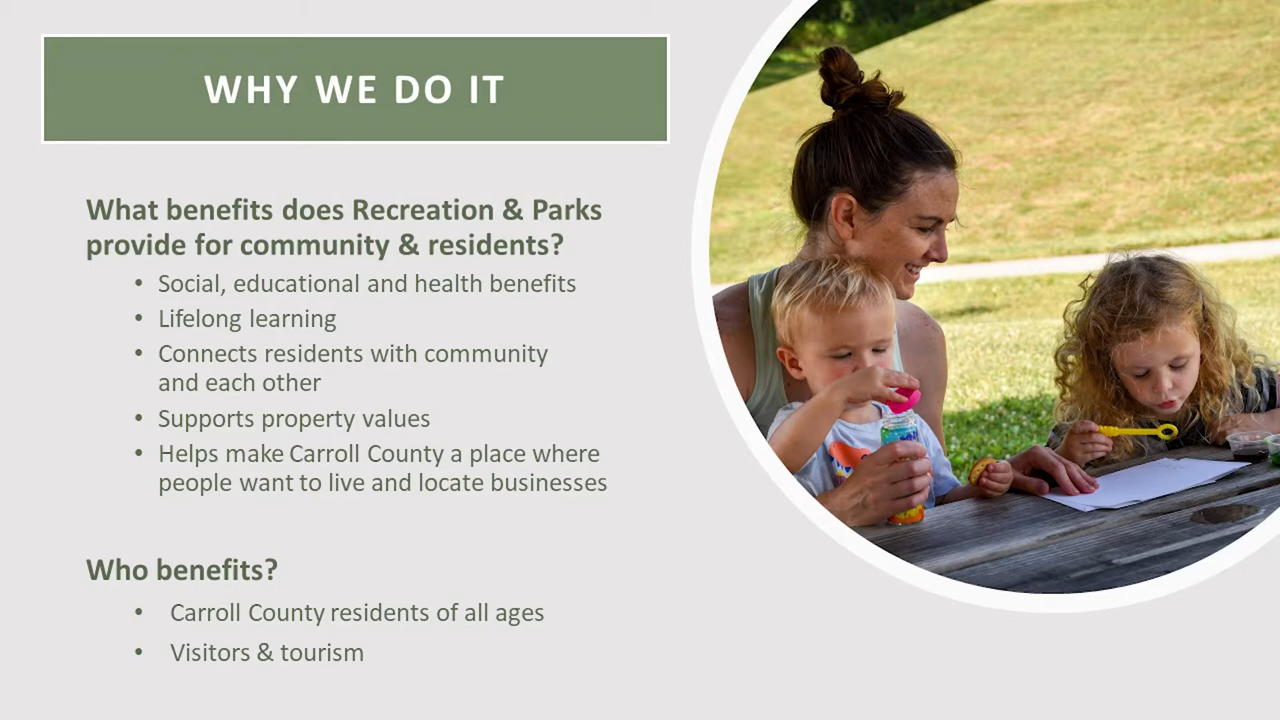 WHY WE DO IT
What benefits does Recreation & Parks
provide for community & residents?
• Social, educational and health benefits
• Lifelong learning
• Connects residents with community
and each other
• Supports property values
• Helps make Carroll County a place where
people want to live and locate businesses
Who benefits?
• Carroll County residents of all ages
• Visitors & tourism